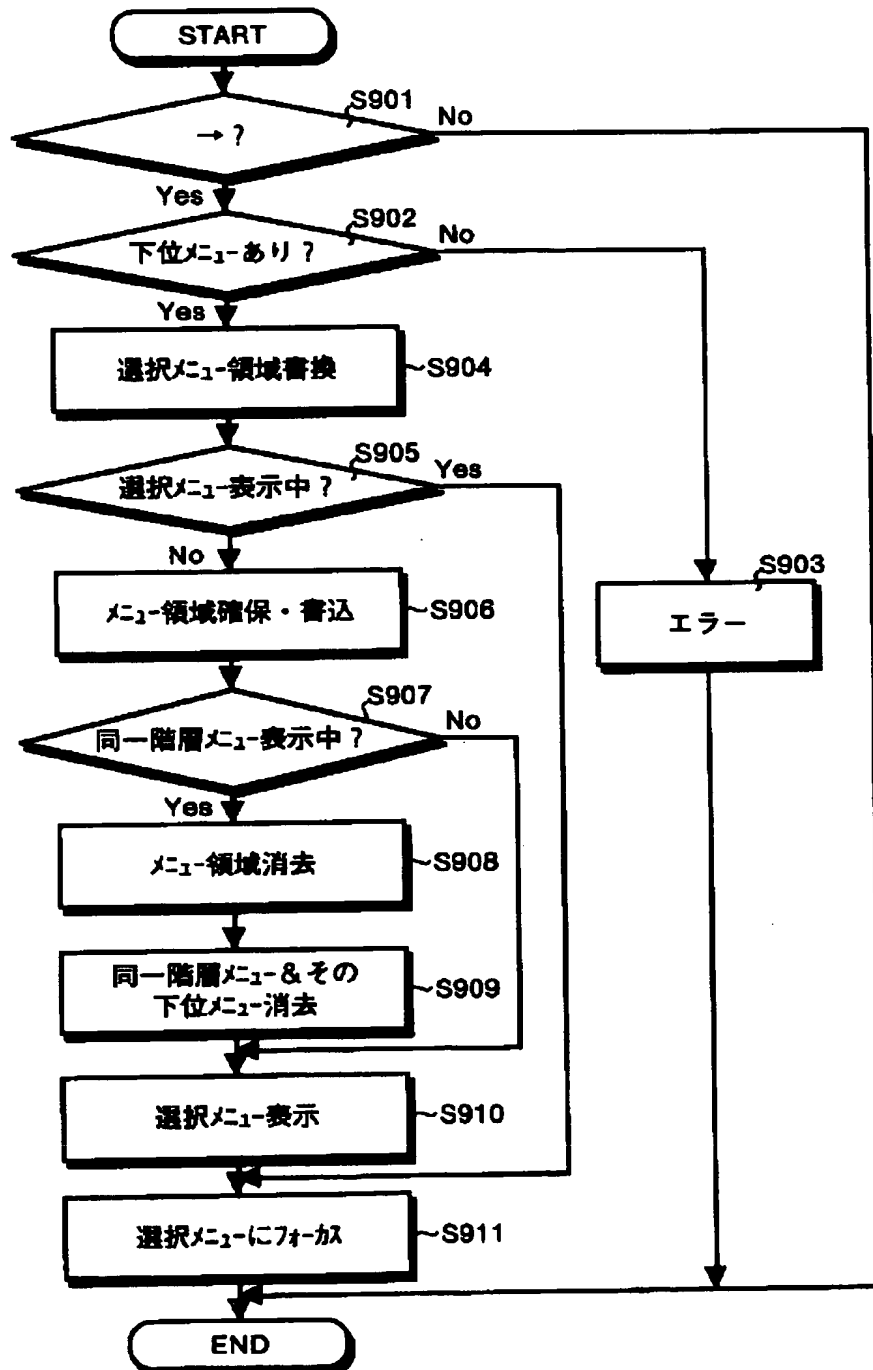 START
S901
→ ?
No
Yes
S902
下位メニューあり ?
No
Yes
選択メニュー領域書換
~S904
S905
選択メニュー表示中 ?
Yes
No
S903
エラー
メニュー領域確保・書込
~S906
S907
同一階層メニュー表示中 ?
No
Yes
メニュー領域消去
~S908
同一階層メニュー&その
下位メニュー消去
~S909
選択メニュー表示
~S910
選択メニューにフォーカス
~S911
END